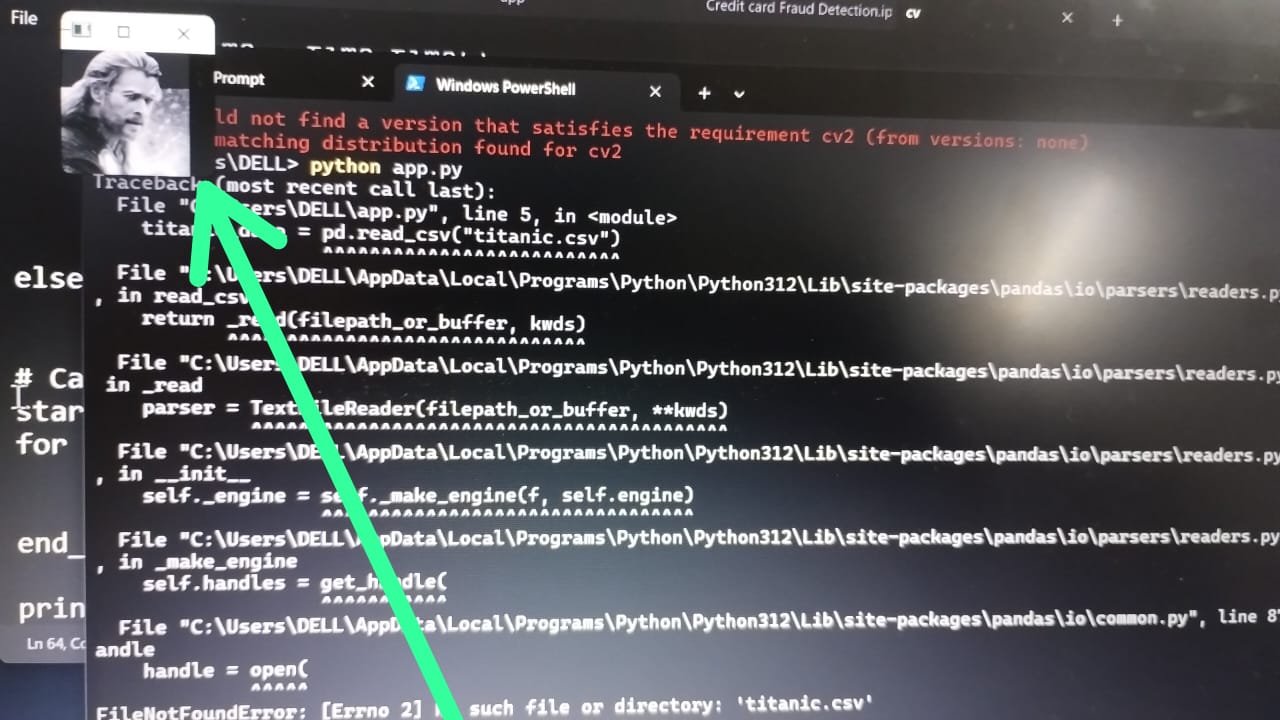 File
Credit card Fraud Detection.ip
cv
Prompt
Windows PowerShell
ld not find a version that satisfies the requirement cv2 (from versions: none)
matching distribution found for cv2
s\DELL> python app.py
Traceback (most recent call last):
File "C:\Users\DELL\app.py", line 5, in <module>
= pd.read_csv("titanic.csv")
^^^^^^^^^^^^^^^^^^^^^^^^^
File "C:\Users\DELL\AppData\Local\Programs\Python\Python312\Lib\site-packages\pandas\io\parsers\readers.py
, in read_csv
return _read(filepath_or_buffer, kwds)
^^^^^^^^^^^^^^^^^^^^^^^^^^^^^^
else
File "C:\Users\DELL\AppData\Local\Programs\Python\Python312\Lib\site-packages\pandas\io\parsers\readers.py
# Ca
in _read
star
parser = TextFileReader(filepath_or_buffer, **kwds)
^^^^^^^^^^^^^^^^^^^^^^^^^^^^^^^^^^^^^^^^
for
File "C:\Users\DELL\AppData\Local\Programs\Python\Python312\Lib\site-packages\pandas\io\parsers\readers.py
, in __init__
self._engine = self._make_engine(f, self.engine)
^^^^^^^^^^^^^^^^^^^^^^^^^^^^^^^
end_
File "C:\Users\DELL\AppData\Local\Programs\Python\Python312\Lib\site-packages\pandas\io\parsers\readers.py
, in _make_engine
self.handles = get_handle(
^^^^^^^^^^^
prin
File "C:\Users\DELL\AppData\Local\Programs\Python\Python312\Lib\site-packages\pandas\io\common.py", line 8
Ln 64, Co
andle
handle = open(
^^^^^
FileNotFoundError: [Errno 2] such file or directory: 'titanic.csv'